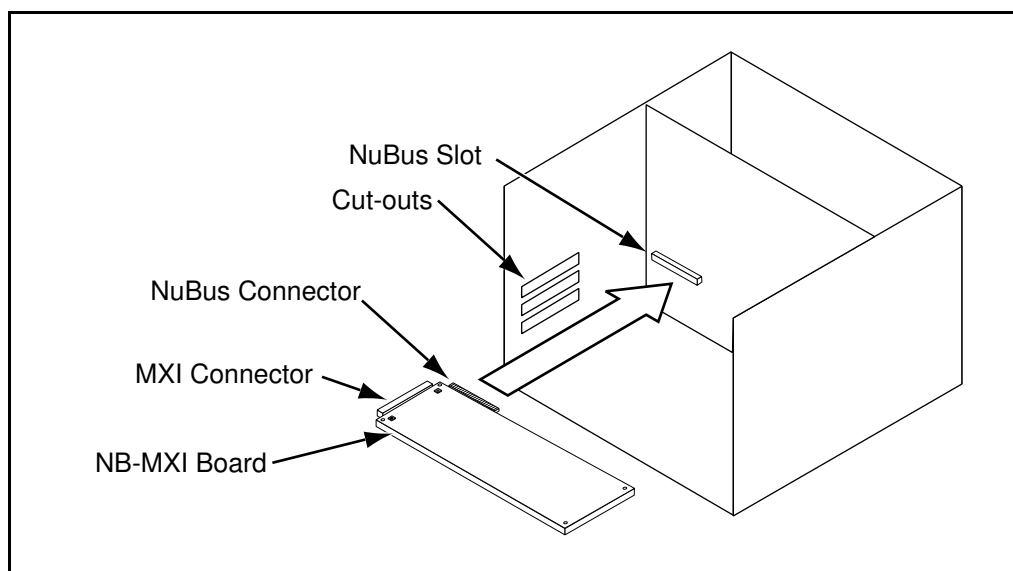 NuBus Slot
Cut-outs
NuBus Connector
MXI Connector
NB-MXI Board